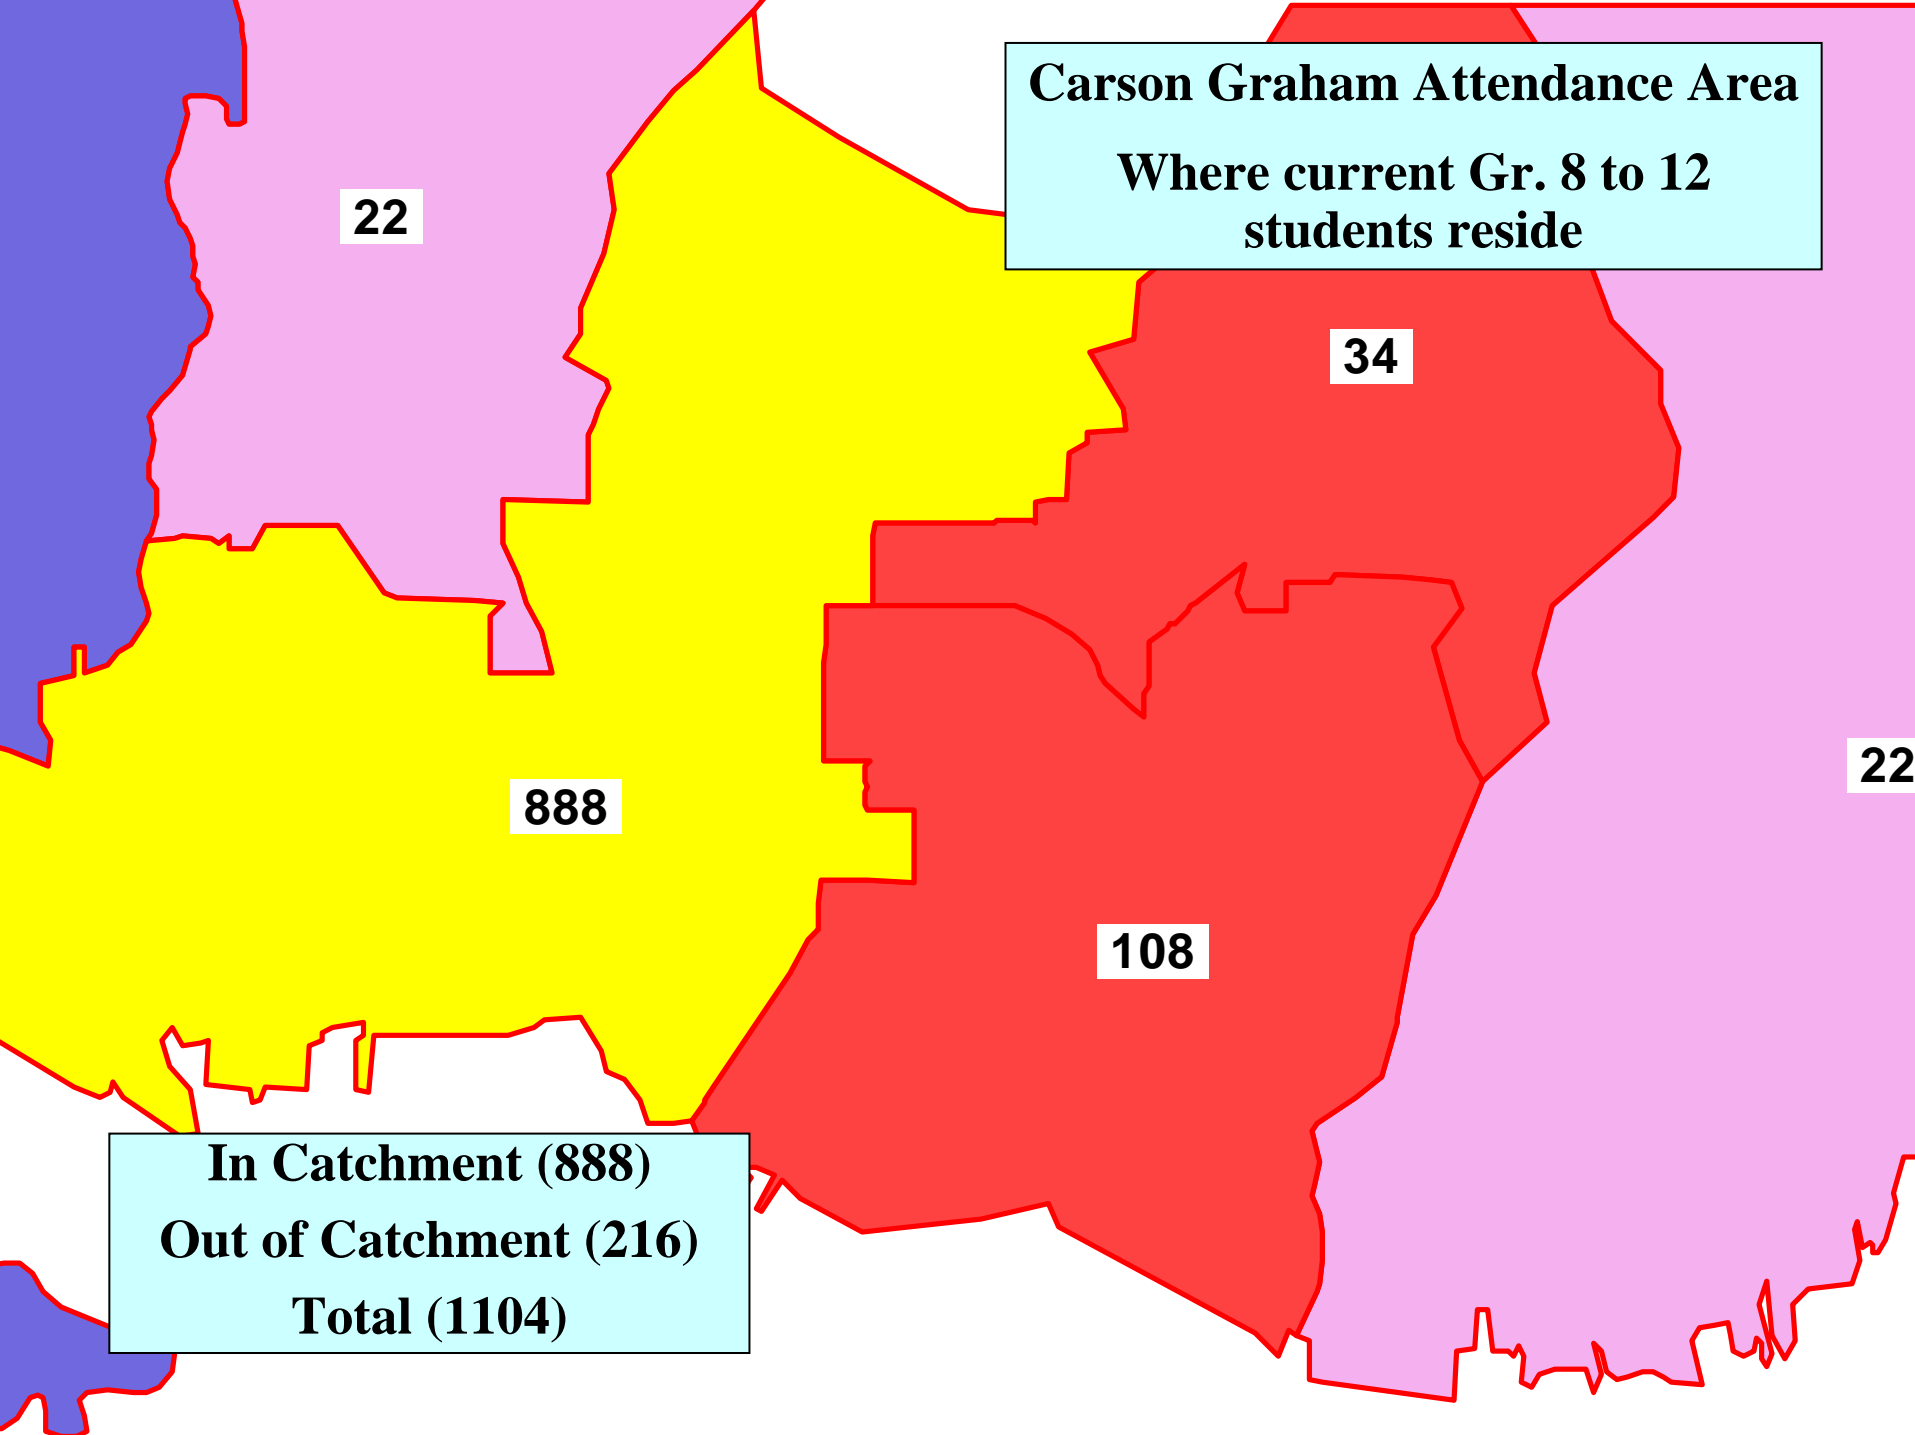 Carson Graham Attendance Area
Where current Gr. 8 to 12
students reside
22
34
22
888
108
In Catchment (888)
Out of Catchment (216)
Total (1104)